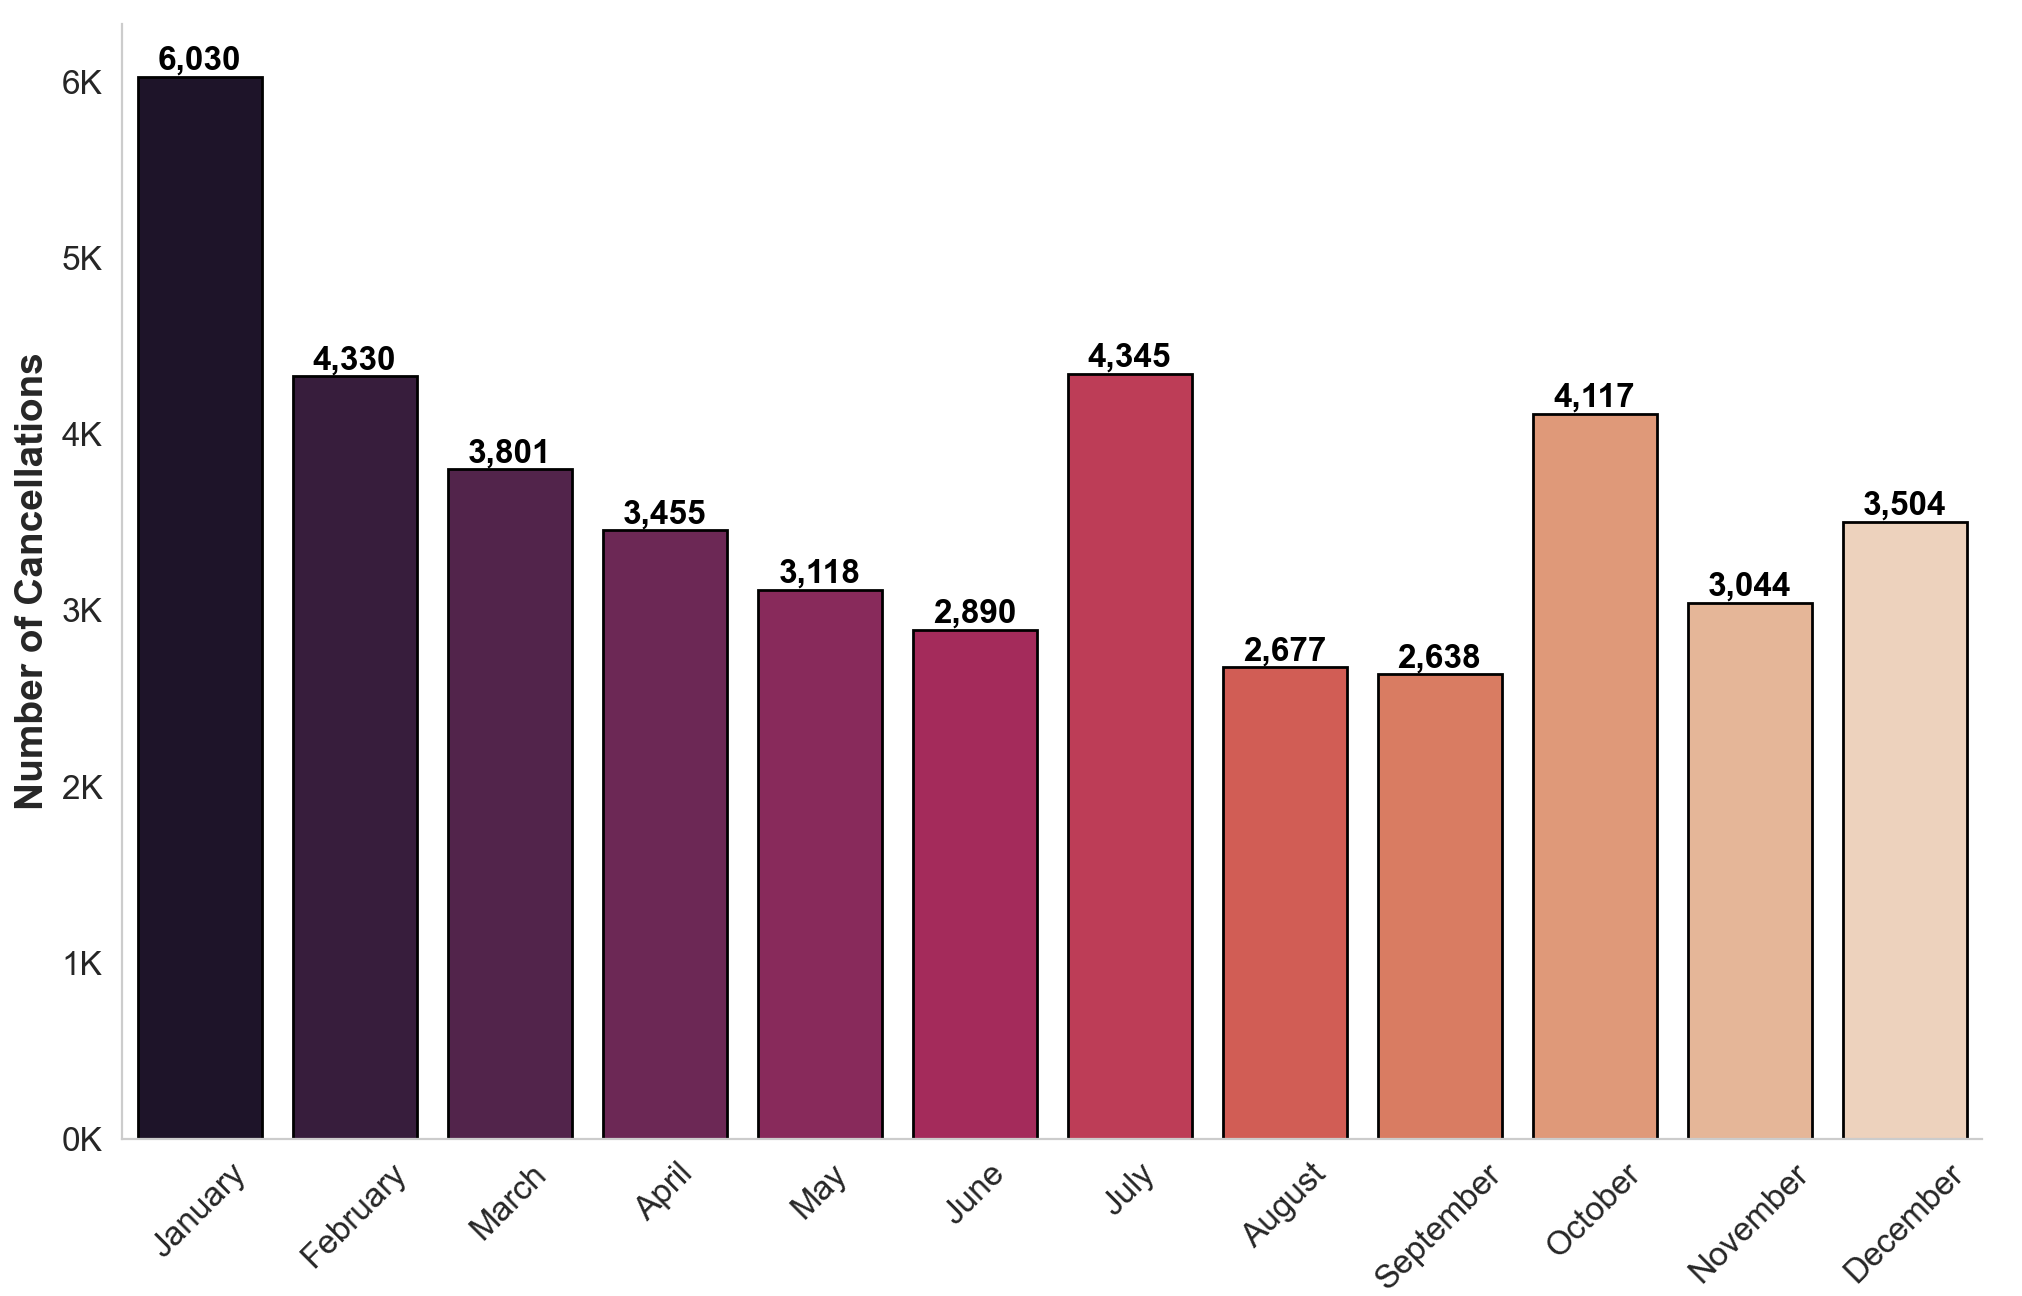 Number of Cancellations
6K
5K
4K
3K
2K
1K
0K
6,030
4,330
3,801
3,455
3,118
2,890
4,345
2,677
2,638
4,117
3,044
3,504
January
February
March
April
May
June
July
August
September
October
November
December